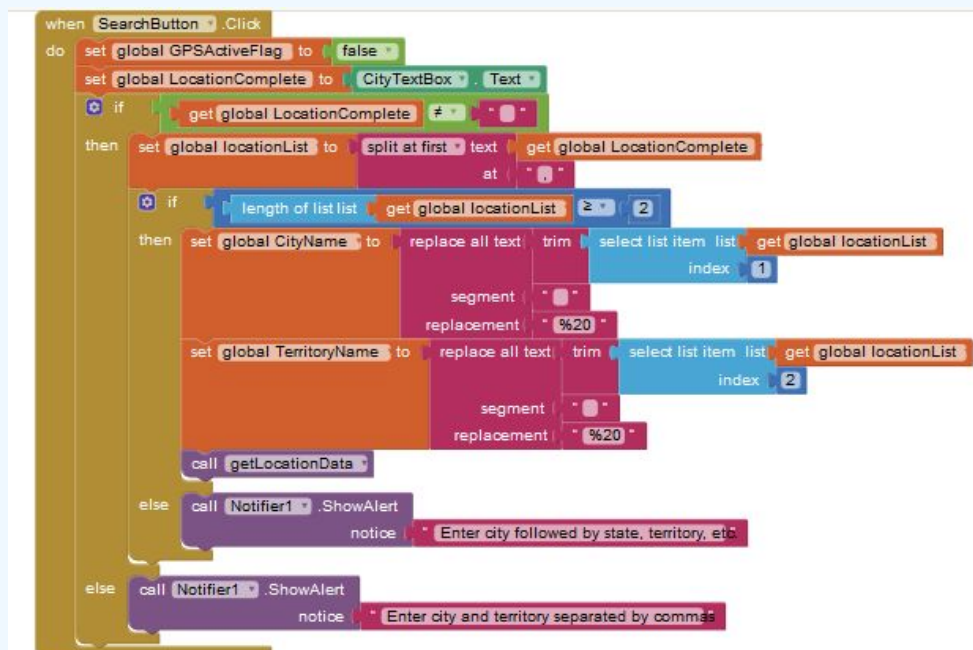 when SearchButton .Click
do set global GPSActiveFlag to false
set global LocationComplete to CityTextBox . Text
if get global LocationComplete ≠ " "
then set global locationList to split at first text get global LocationComplete
at " , "
if length of list list get global locationList ≥ 2
then set global CityName to replace all text trim select list item list get global locationList
index 1
segment " "
replacement " %20 "
set global TerritoryName to replace all text trim select list item list get global locationList
index 2
segment " "
replacement " %20 "
call getLocationData
else call Notifier1 .ShowAlert
notice " Enter city followed by state, territory, etc. "
else call Notifier1 .ShowAlert
notice " Enter city and territory separated by commas